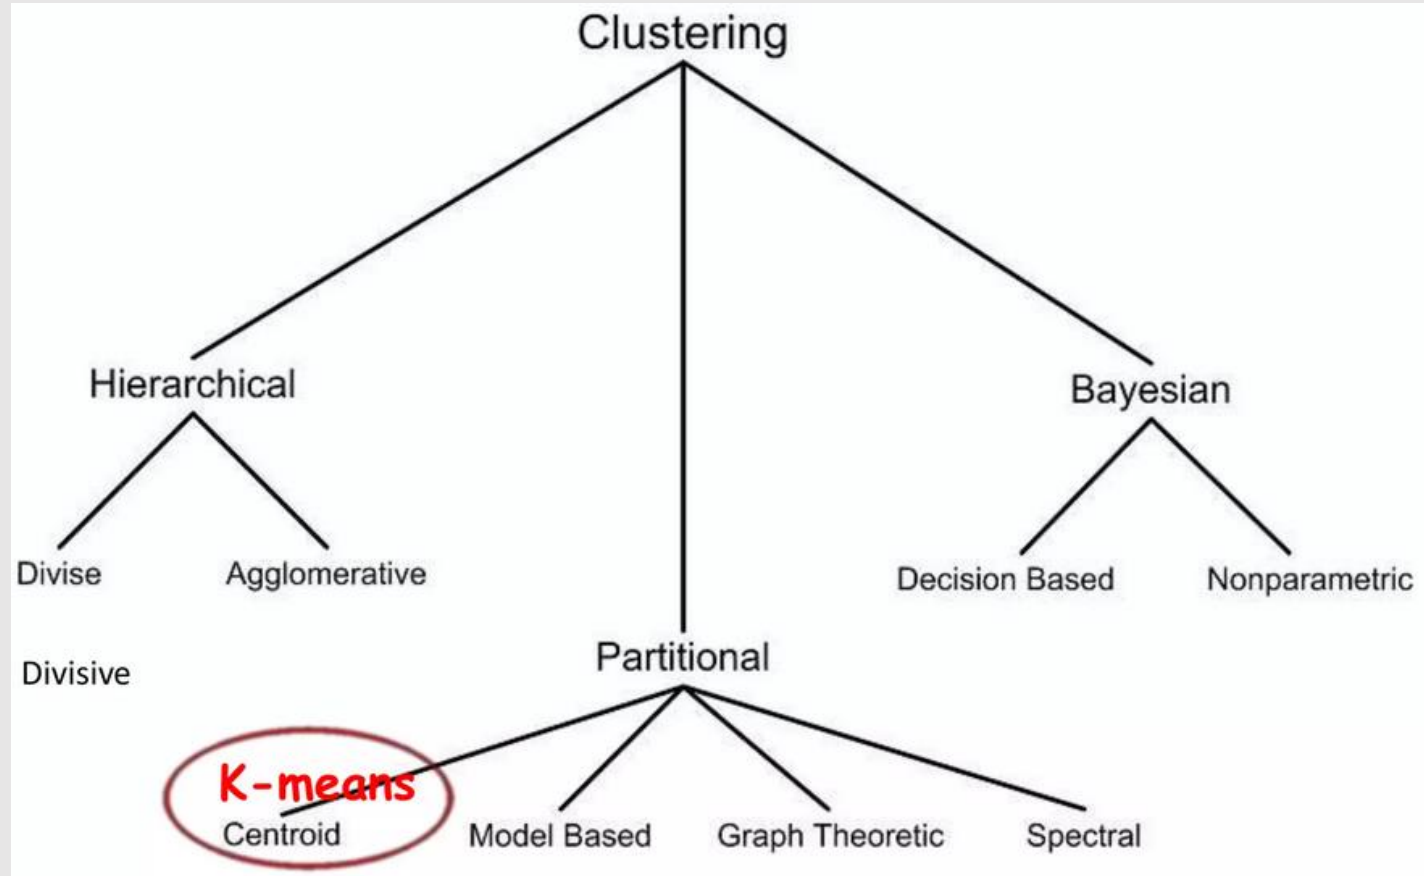 Clustering
Hierarchical
Bayesian
Divise
Agglomerative
Decision Based
Nonparametric
Partitional
Divisive
K-means
Centroid
Model Based
Graph Theoretic
Spectral